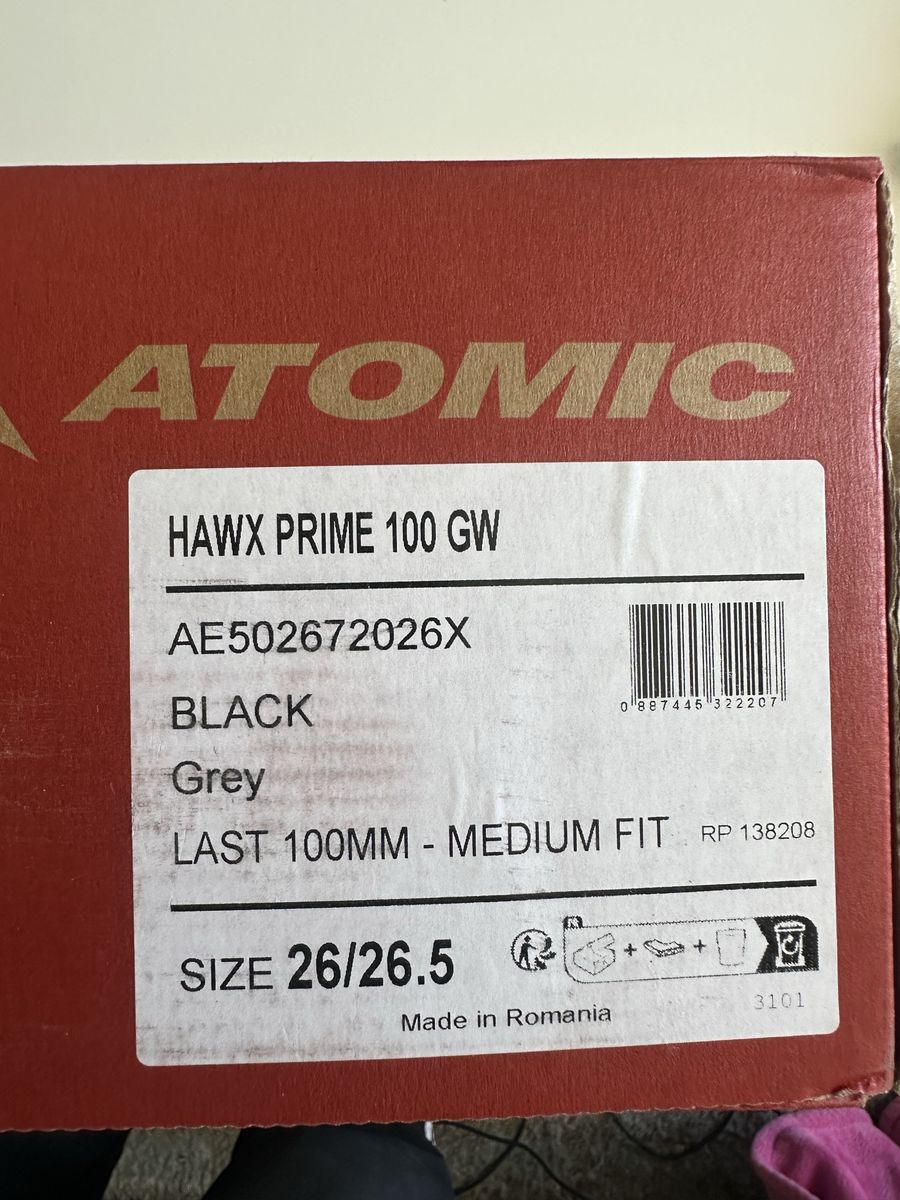 ATOMIC
HAWX PRIME 100 GW
AE502672026X
0 887445 322207
BLACK
Grey
LAST 100MM - MEDIUM FIT RP 138208
SIZE 26/26.5
FR
+ +
Made in Romania
3101